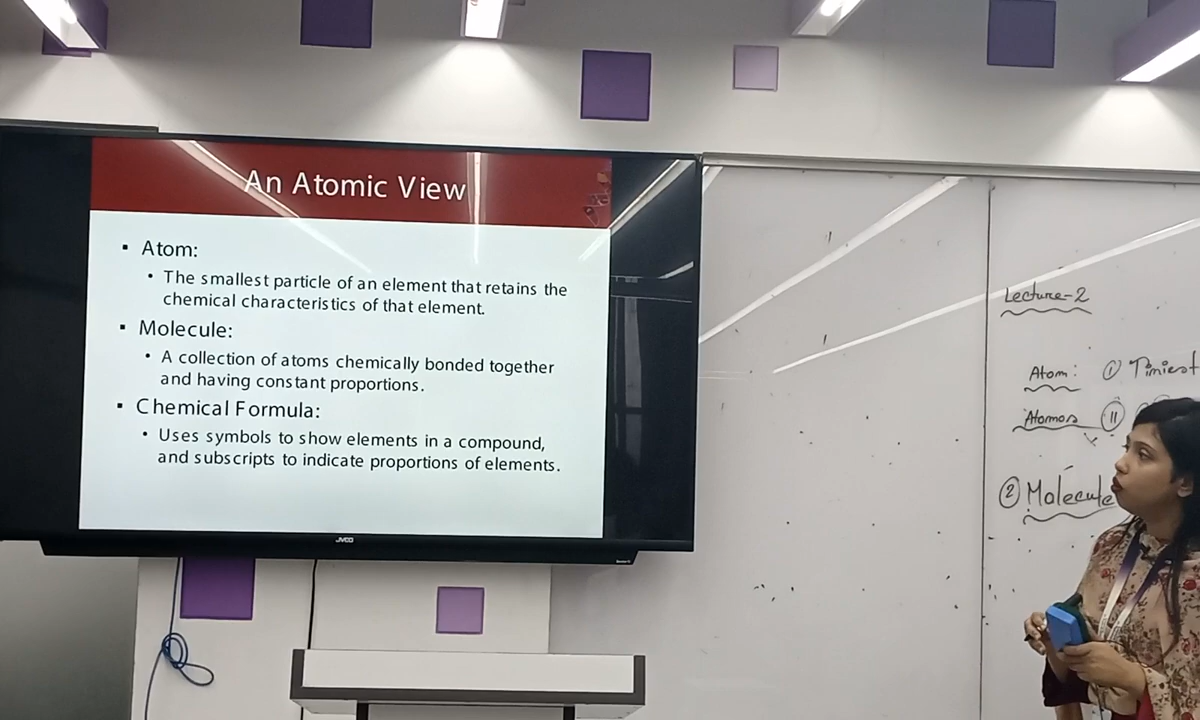 An Atomic View
▪ Atom:
• The smallest particle of an element that retains the
chemical characteristics of that element.
▪ Molecule:
• A collection of atoms chemically bonded together
and having constant proportions.
▪ Chemical Formula:
• Uses symbols to show elements in a compound,
and subscripts to indicate proportions of elements.
JVCO
Lecture-2
Atom: ① Tiniest
Atomos ⑪
② Molecule